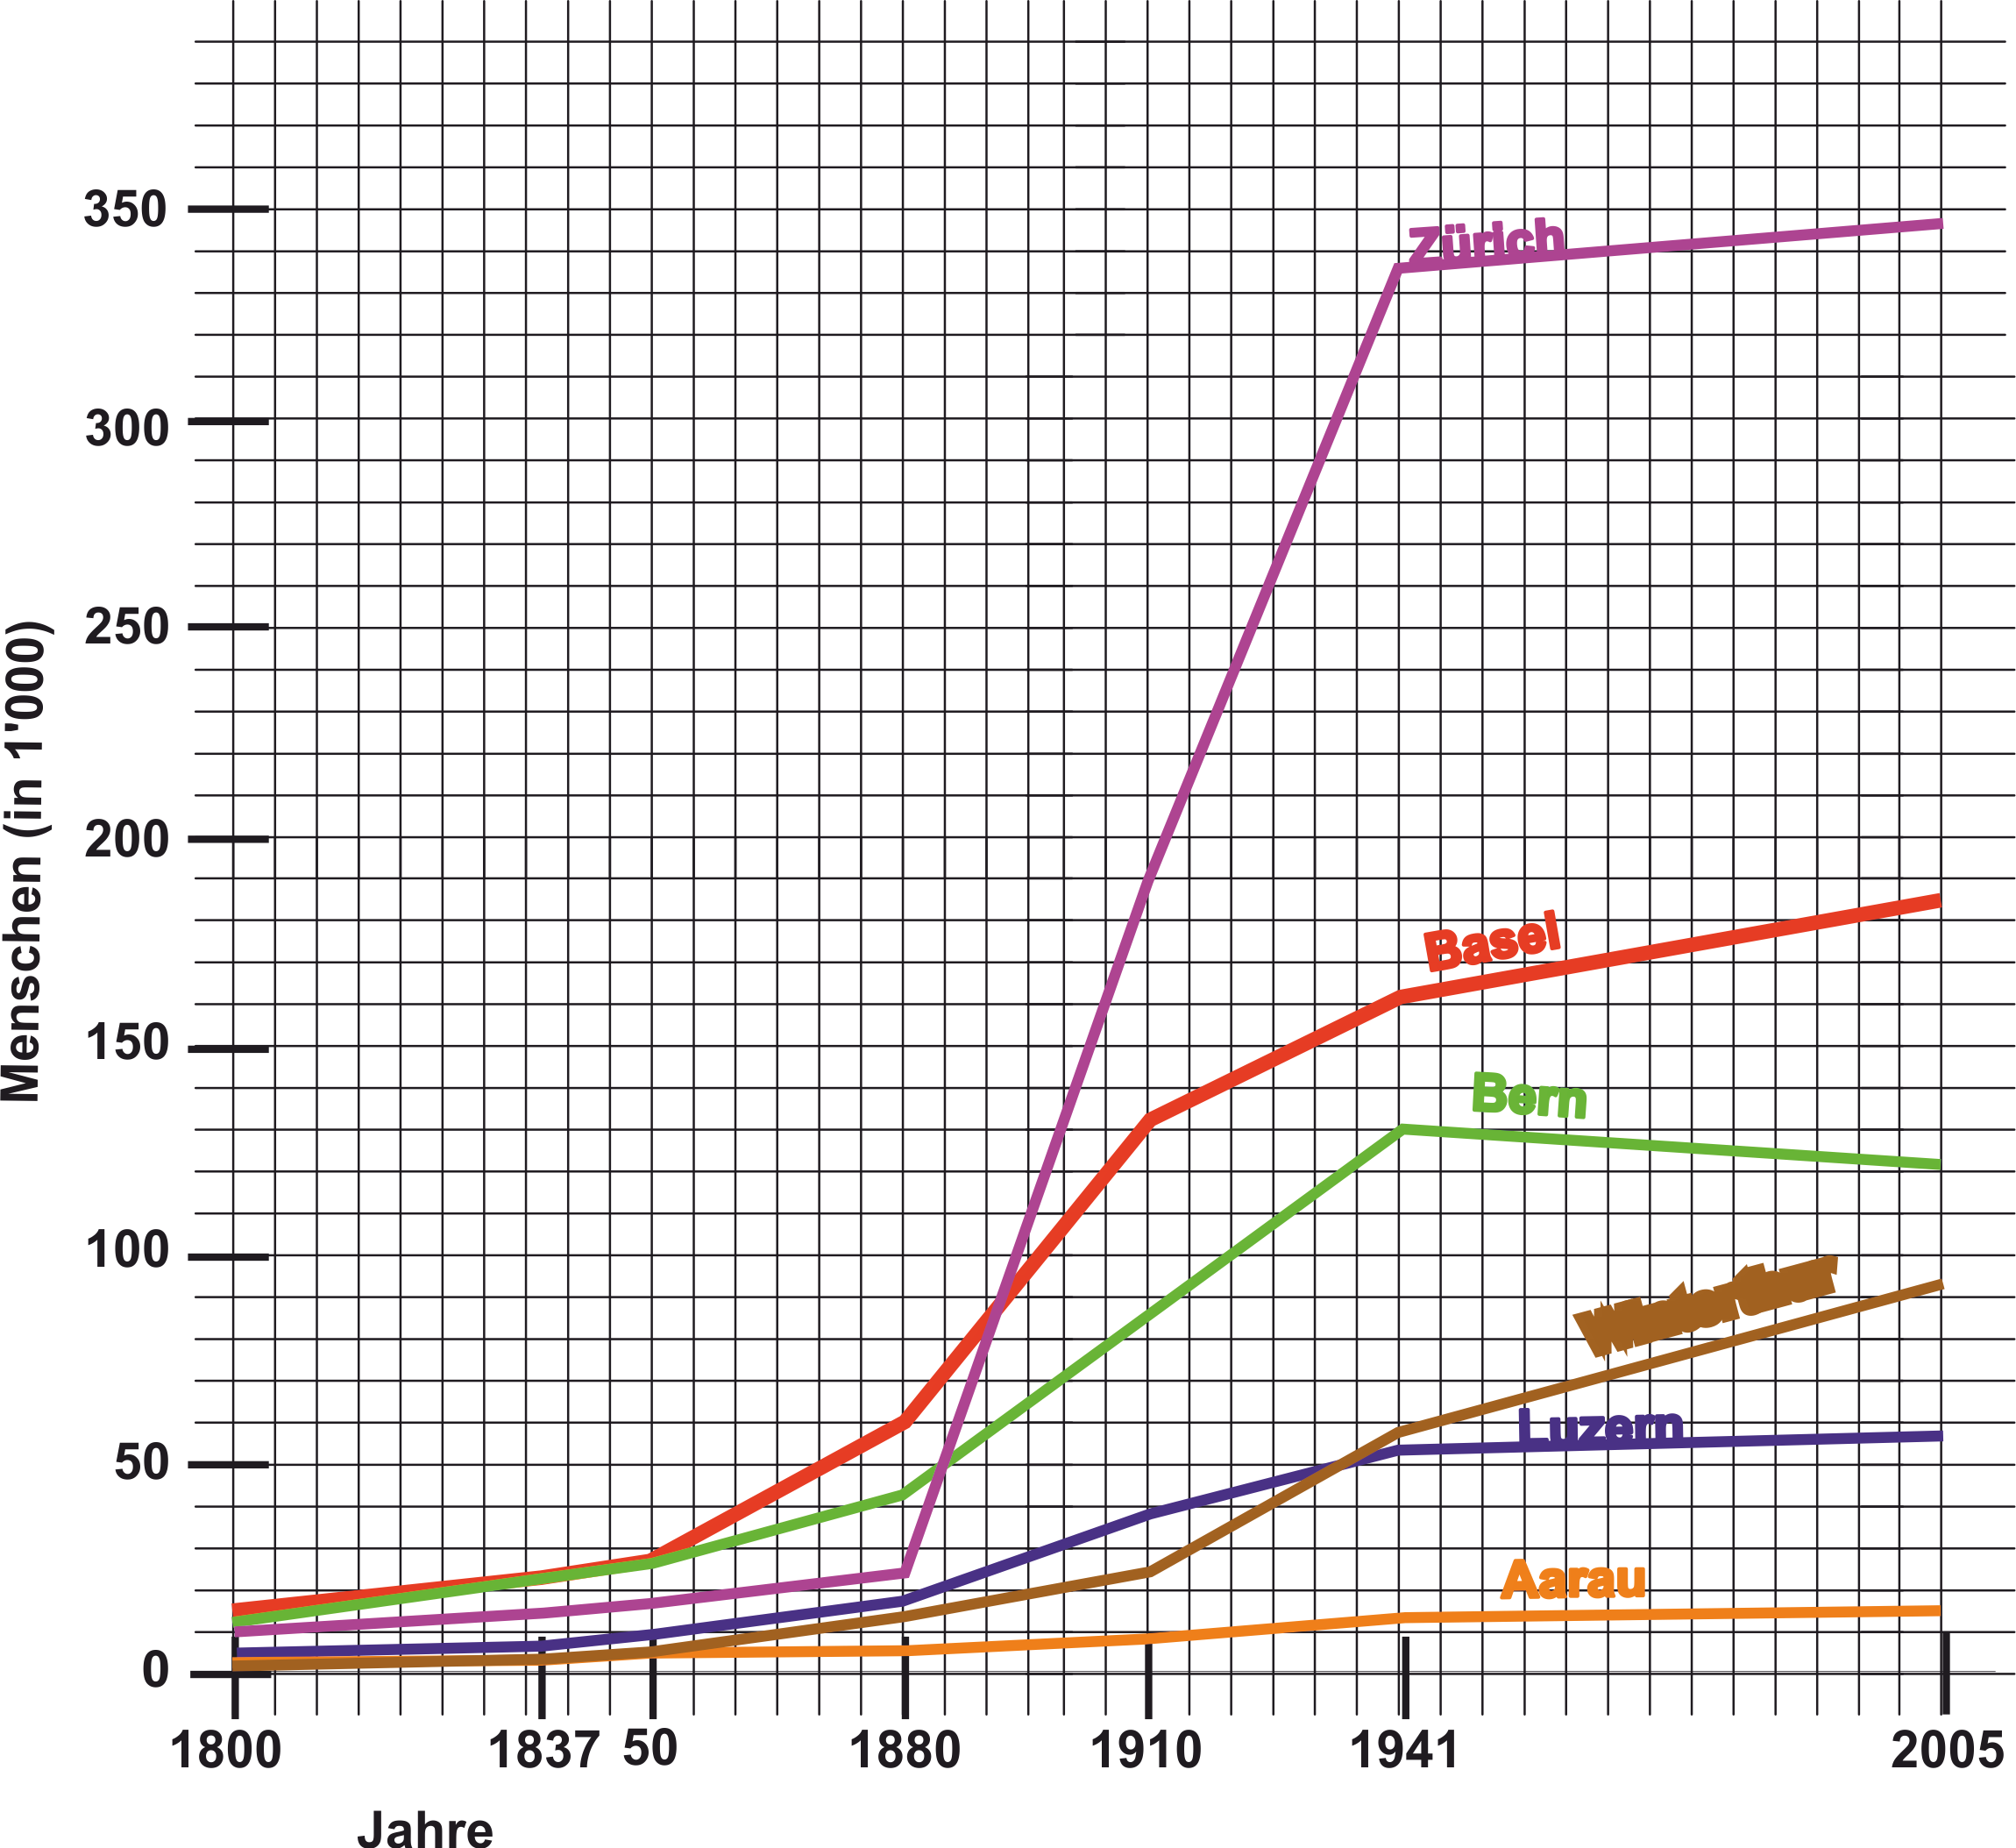 350
300
250
200
150
100
50
0
Menschen (in 1'000)
Zürich
Basel
Bern
Luzern
Aarau
1800 1837 50 1880 1910 1941 2005
Jahre